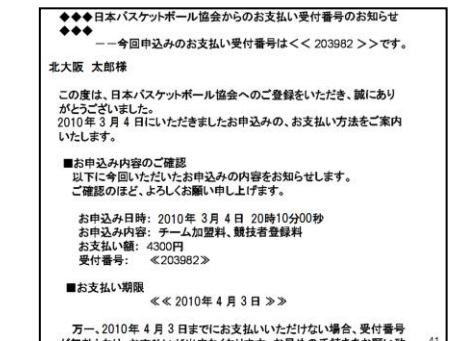 ◆◆◆日本バスケットボール協会からのお支払い受付番号のお知らせ
◆◆◆
－－今回申込みのお支払い受付番号は＜＜ 203982 ＞＞です。
北大阪 太郎様
この度は、日本バスケットボール協会へのご登録をいただき、誠にあり
がとうございました。
2010年 3月 4日にいただきましたお申込みの、お支払い方法をご案内
いたします。
■お申込み内容のご確認
以下に今回いただいたお申込みの内容をお知らせします。
ご確認のほど、よろしくお願い申し上げます。
お申込み日時: 2010年 3月 4日 20時10分00秒
お申込み内容: チーム加盟料、競技者登録料
お支払い額: 4300円
受付番号: ≪203982≫
■お支払い期限
≪≪ 2010年 4月 3日 ≫≫
万一、2010年 4月 3日までにお支払いいただけない場合、受付番号
41